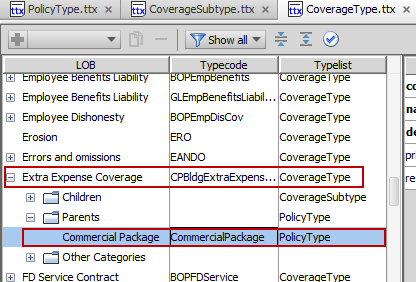 PolicyType.ttx CoverageSubtype.ttx CoverageType.ttx
Show all
LOB Typecode Typelist
Employee Benefits Liability BOPEmpBenefits CoverageType
Employee Benefits Liability GLEmpBenefitsLiabil... CoverageType
Employee Dishonesty BOPEmpDisCov CoverageType
Erosion ERO CoverageType
Errors and omissions EANDO CoverageType
Extra Expense Coverage CPBldgExtraExpens... CoverageType
Children CoverageSubtype
Parents PolicyType
Commercial Package CommercialPackage PolicyType
Other Categories
FD Service Contract BOPFDService CoverageType
co
na
de
pri
re